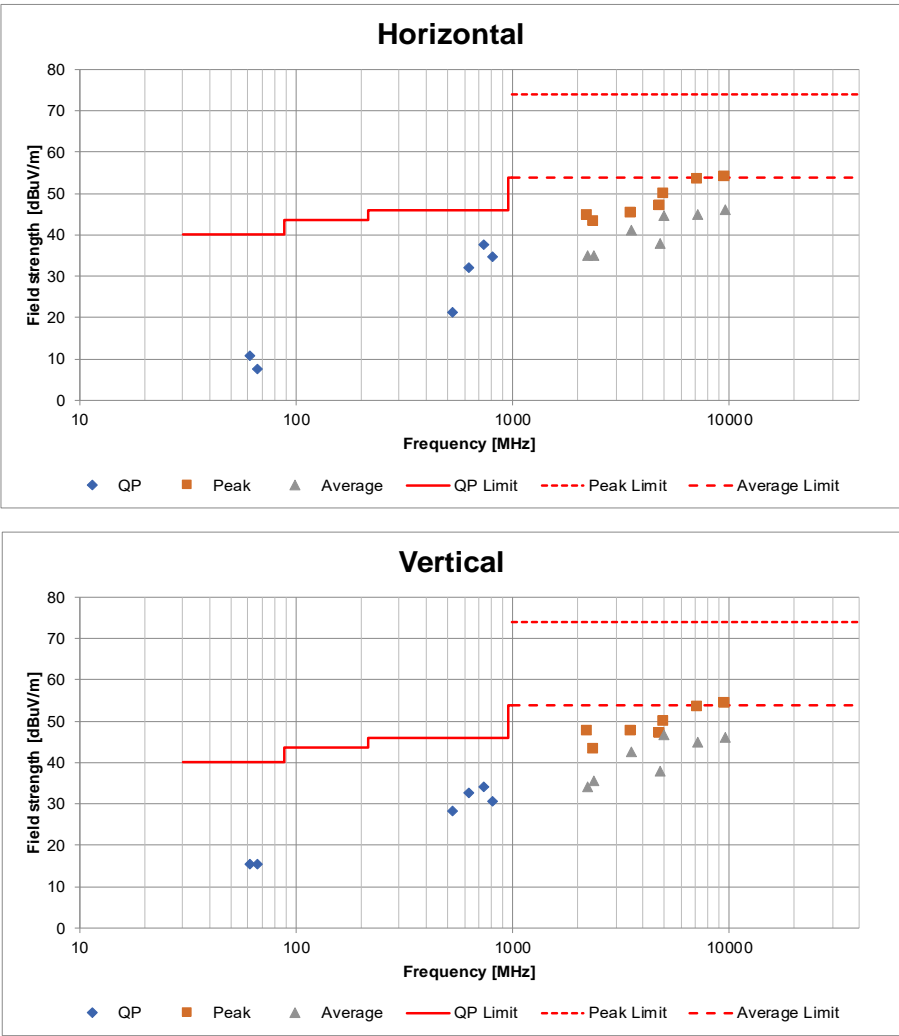 Horizontal
80
70
60
50
40
30
20
10
0
Field strength [dBuV/m]
10 100 1000 10000
Frequency [MHz]
QP Peak Average QP Limit Peak Limit Average Limit
Vertical
80
70
60
50
40
30
20
10
0
Field strength [dBuV/m]
10 100 1000 10000
Frequency [MHz]
QP Peak Average QP Limit Peak Limit Average Limit